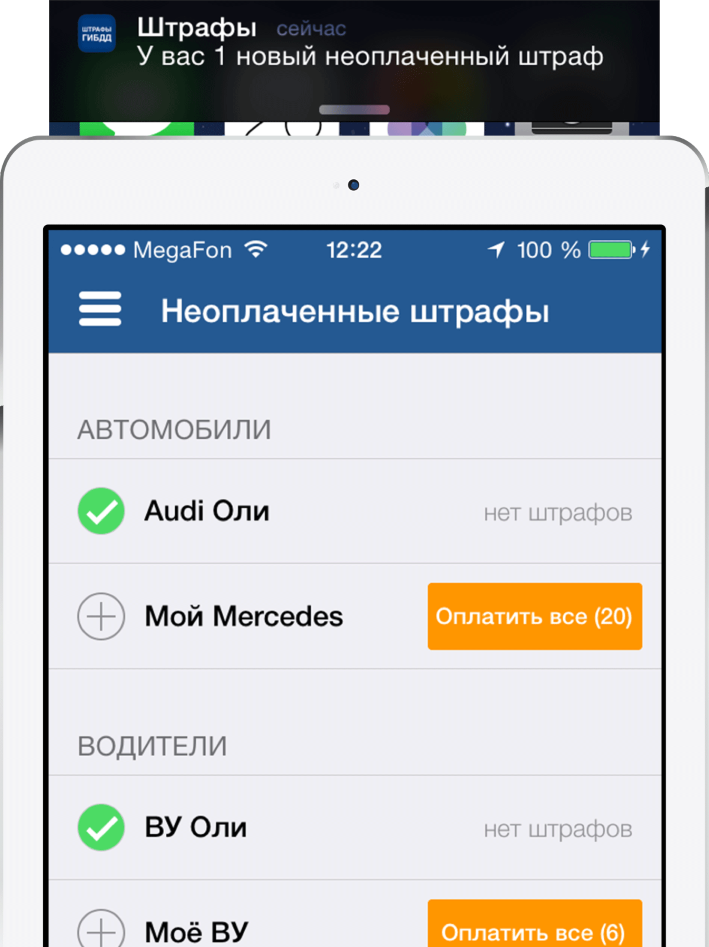 ШТРАФЫ
ГИБДД
Штрафы сейчас
У вас 1 новый неоплаченный штраф
MegaFon 12:22 100 %
Неоплаченные штрафы
АВТОМОБИЛИ
Audi Оли нет штрафов
Мой Mercedes Оплатить все (20)
ВОДИТЕЛИ
ВУ Оли нет штрафов
Моё ВУ Оплатить все (6)